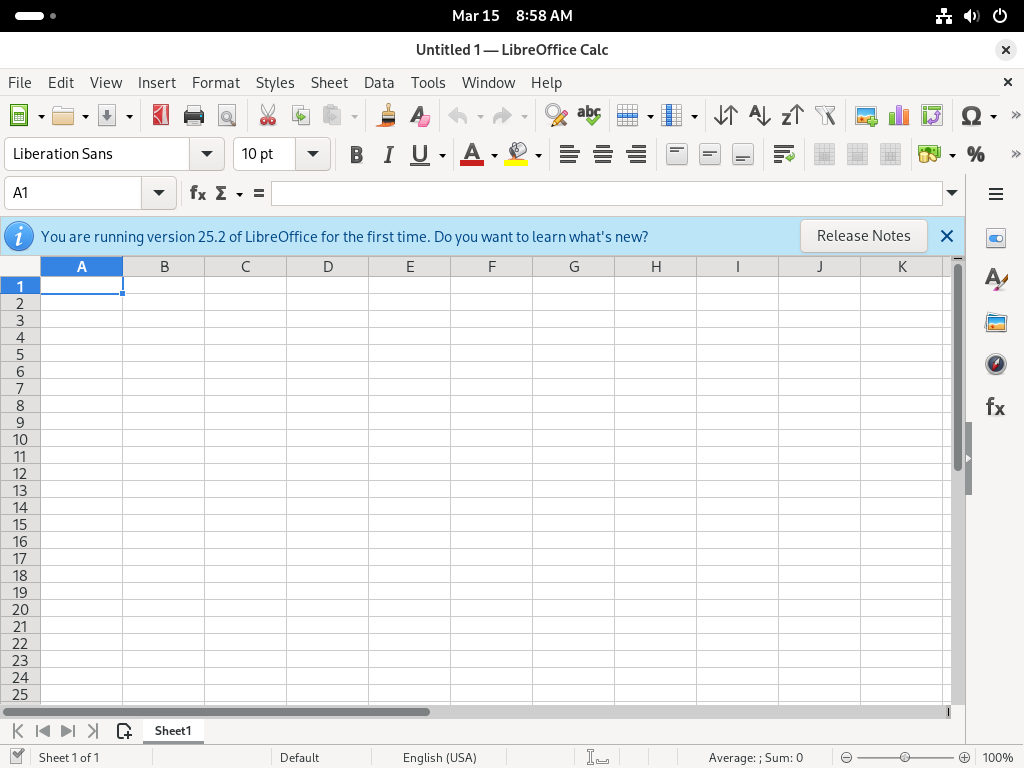 Mar 15 8:58 AM
Untitled 1 — LibreOffice Calc
File Edit View Insert Format Styles Sheet Data Tools Window Help
Liberation Sans 10 pt
A1
You are running version 25.2 of LibreOffice for the first time. Do you want to learn what's new? Release Notes
A B C D E F G H I J K
1
2
3
4
5
6
7
8
9
10
11
12
13
14
15
16
17
18
19
20
21
22
23
24
25
Sheet1
Sheet 1 of 1 Default English (USA) Average: ; Sum: 0 100%